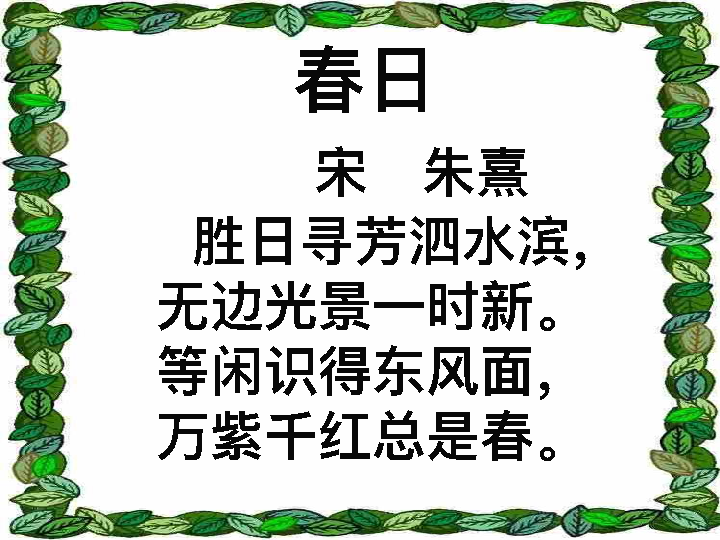 春日
宋 朱熹
胜日寻芳泗水滨,
无边光景一时新。
等闲识得东风面,
万紫千红总是春。